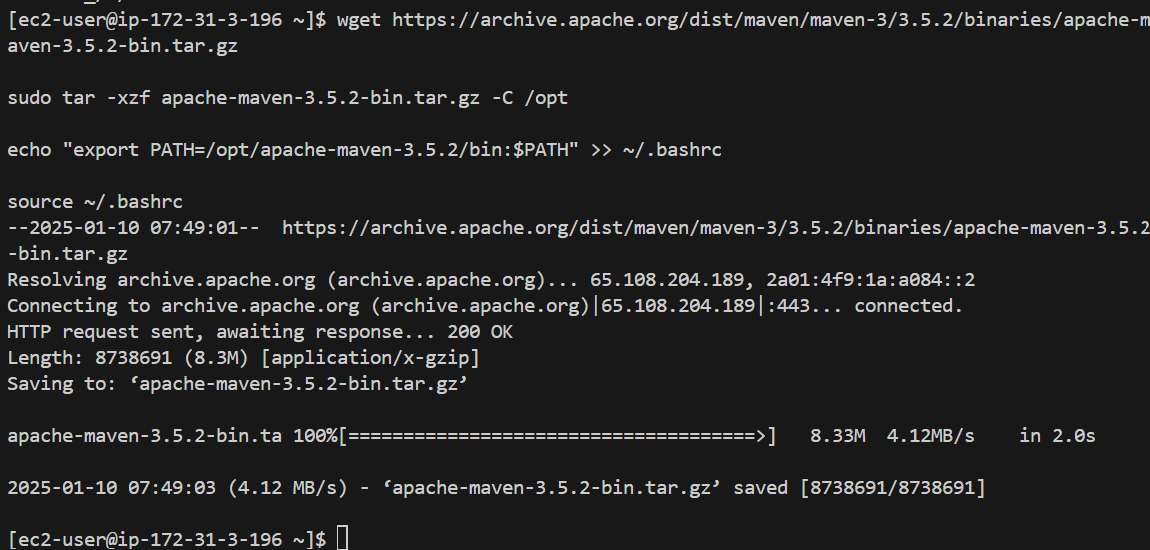 [ec2-user@ip-172-31-3-196 ~]$ wget https://archive.apache.org/dist/maven/maven-3/3.5.2/binaries/apache-m
aven-3.5.2-bin.tar.gz
sudo tar -xzf apache-maven-3.5.2-bin.tar.gz -C /opt
echo "export PATH=/opt/apache-maven-3.5.2/bin:$PATH" >> ~/.bashrc
source ~/.bashrc
--2025-01-10 07:49:01--  https://archive.apache.org/dist/maven/maven-3/3.5.2/binaries/apache-maven-3.5.2
-bin.tar.gz
Resolving archive.apache.org (archive.apache.org)... 65.108.204.189, 2a01:4f9:1a:a084::2
Connecting to archive.apache.org (archive.apache.org)|65.108.204.189|:443... connected.
HTTP request sent, awaiting response... 200 OK
Length: 8738691 (8.3M) [application/x-gzip]
Saving to: ‘apache-maven-3.5.2-bin.tar.gz’
apache-maven-3.5.2-bin.ta 100%[=====================================>]   8.33M  4.12MB/s    in 2.0s
2025-01-10 07:49:03 (4.12 MB/s) - ‘apache-maven-3.5.2-bin.tar.gz’ saved [8738691/8738691]
[ec2-user@ip-172-31-3-196 ~]$